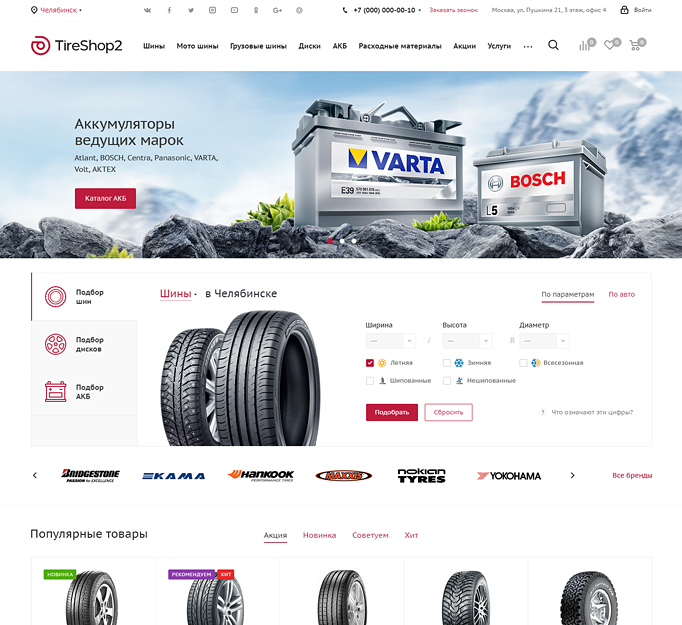 Челябинск
+7 (000) 000-00-10
Заказать звонок
Москва, ул. Пушкина 21, 3 этаж, офис 4
Войти
TireShop2
Шины
Мото шины
Грузовые шины
Диски
АКБ
Расходные материалы
Акции
Услуги
...
0
0
0
Аккумуляторы
ведущих марок
Atlant, BOSCH, Centra, Panasonic, VARTA,
Volt, AKTEX
Каталог АКБ
VARTA
E39
BOSCH
L5
Подбор
шин
Подбор
дисков
Подбор
АКБ
Шины в Челябинске
По параметрам
По авто
Ширина
Высота
Диаметр
—
/
—
R
—
Летняя
Зимняя
Всесезонная
Шипованные
Нешипованные
Подобрать
Сбросить
? Что означают эти цифры?
BRIDGESTONE
PASSION for EXCELLENCE
KAMA
HANKOOK
PERFORMANCE TIRES
MAXXIS
nokian
TYRES
YOKOHAMA
Все бренды
Популярные товары
Акция
Новинка
Советуем
Хит
НОВИНКА
РЕКОМЕНДУЕМ
ХИТ